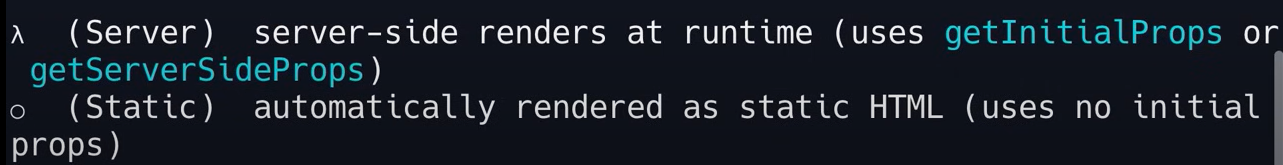 λ  (Server)  server-side renders at runtime (uses getInitialProps or
getServerSideProps)
○  (Static)  automatically rendered as static HTML (uses no initial
props)